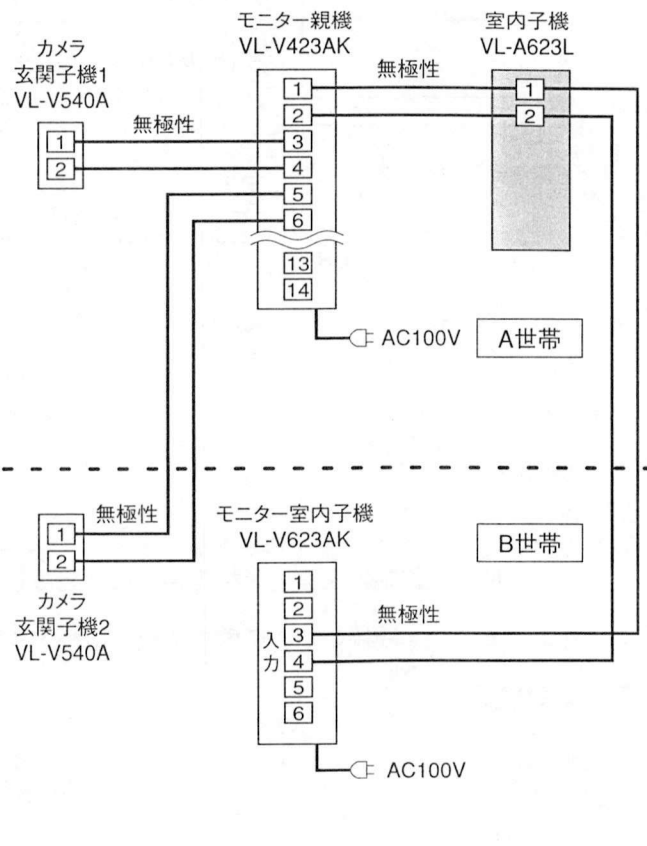 モニター親機
VL-V423AK
室内子機
VL-A623L
カメラ
玄関子機1
VL-V540A
無極性
無極性
1
2
1
2
3
4
5
6
13
14
1
2
AC100V
A世帯
カメラ
玄関子機2
VL-V540A
無極性
1
2
モニター室内子機
VL-V623AK
B世帯
無極性
入力
1
2
3
4
5
6
AC100V